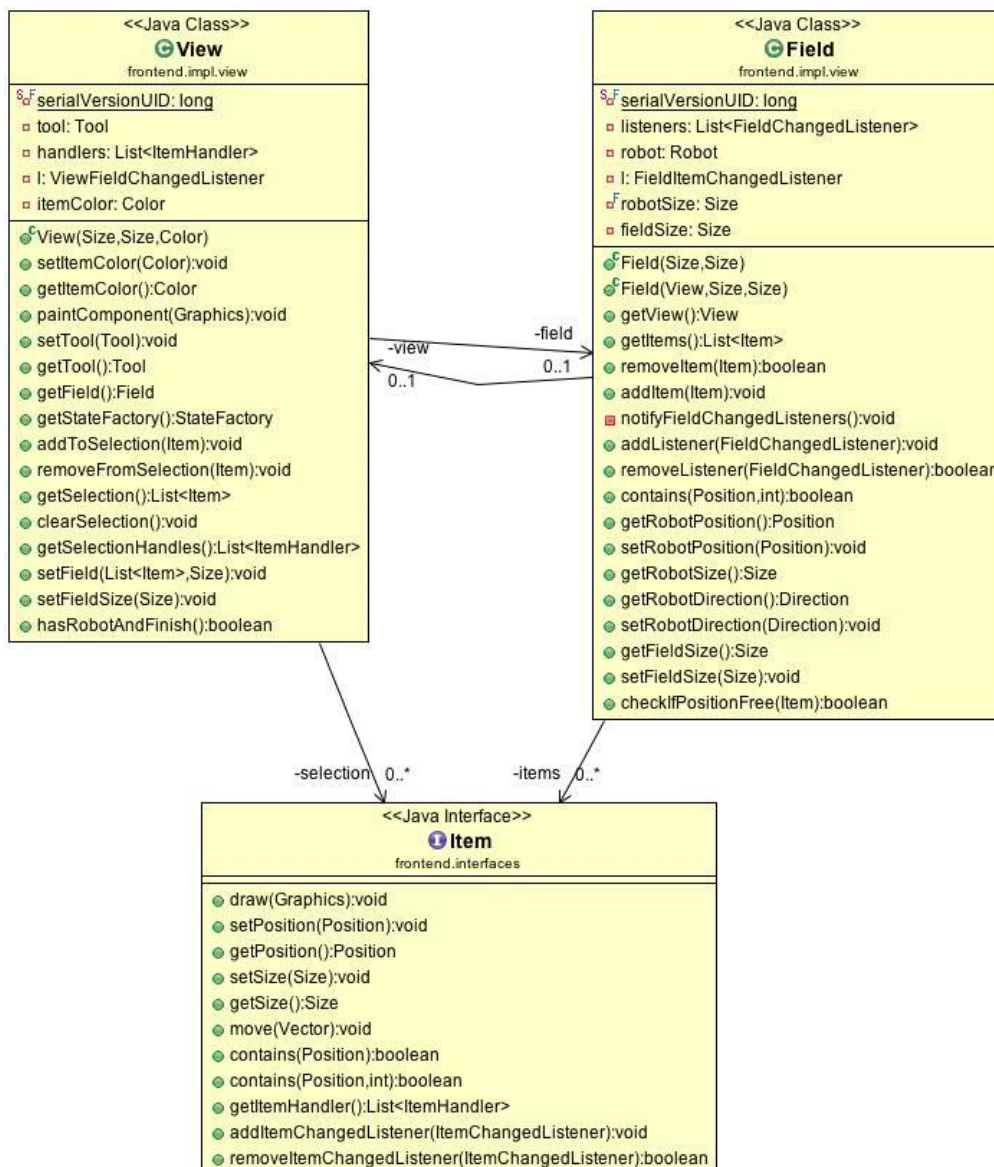 <<Java Class>>
View
frontend.impl.view
serialVersionUID: long
tool: Tool
handlers: List<ItemHandler>
l: ViewFieldChangedListener
itemColor: Color
View(Size,Size,Color)
setItemColor(Color):void
getItemColor():Color
paintComponent(Graphics):void
setTool(Tool):void
getTool():Tool
getField():Field
getStateFactory():StateFactory
addToSelection(Item):void
removeFromSelection(Item):void
getSelection():List<Item>
clearSelection():void
getSelectionHandles():List<ItemHandler>
setField(List<Item>,Size):void
setFieldSize(Size):void
hasRobotAndFinish():boolean
<<Java Class>>
Field
frontend.impl.view
serialVersionUID: long
listeners: List<FieldChangedListener>
robot: Robot
l: FieldItemChangedListener
robotSize: Size
fieldSize: Size
Field(Size,Size)
Field(View,Size,Size)
getView():View
getItems():List<Item>
removeItem(Item):boolean
addItem(Item):void
notifyFieldChangedListeners():void
addListener(FieldChangedListener):void
removeListener(FieldChangedListener):boolean
contains(Position,int):boolean
getRobotPosition():Position
setRobotPosition(Position):void
getRobotSize():Size
getRobotDirection():Direction
setRobotDirection(Direction):void
getFieldSize():Size
setFieldSize(Size):void
checkIfPositionFree(Item):boolean
-field
-view
0..1
0..1
-selection 0..*
-items 0..*
<<Java Interface>>
Item
frontend.interfaces
draw(Graphics):void
setPosition(Position):void
getPosition():Position
setSize(Size):void
getSize():Size
move(Vector):void
contains(Position):boolean
contains(Position,int):boolean
getItemHandler():List<ItemHandler>
addItemChangedListener(ItemChangedListener):void
removeItemChangedListener(ItemChangedListener):boolean